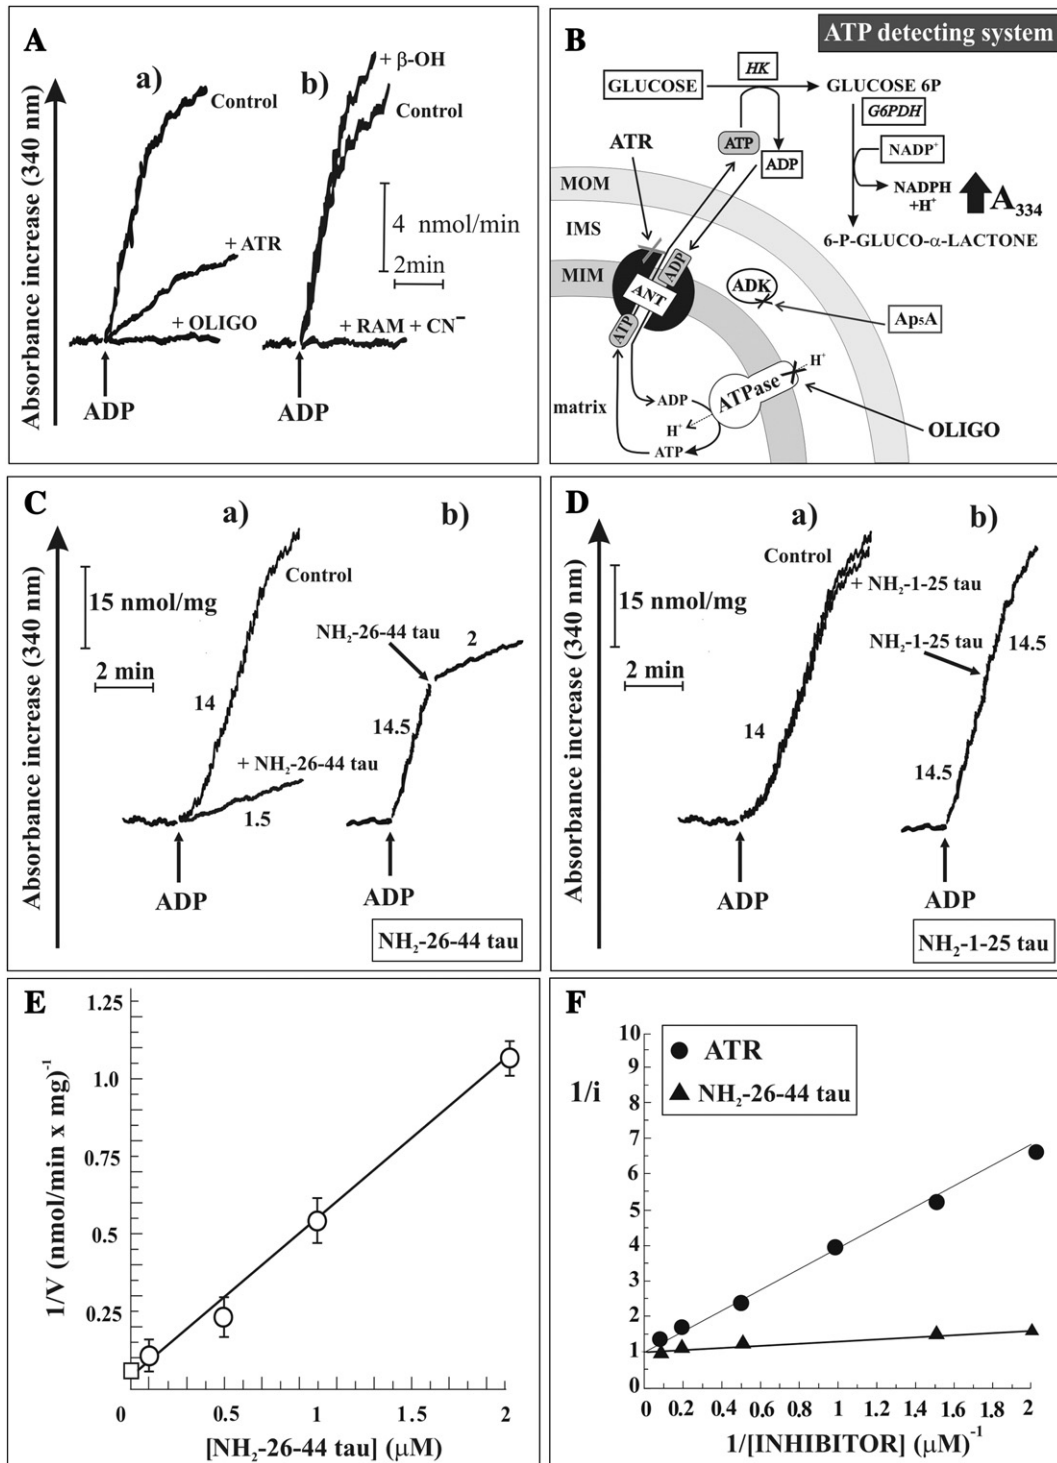 A
Absorbance increase (340 nm)
a)
b)
+ β-OH
Control
Control
+ ATR
4 nmol/min
2min
+ OLIGO
+ RAM + CN⁻
ADP
ADP
B
ATP detecting system
HK
GLUCOSE
GLUCOSE 6P
G6PDH
ATR
ATP
ADP
NADP⁺
MOM
NADPH
+H⁺
A₃₃₄
IMS
6-P-GLUCO-α-LACTONE
MIM
ADP
ADK
ANT
Ap₅A
ATP
H⁺
ATPase
matrix
ADP
H⁺
OLIGO
ATP
C
Absorbance increase (340 nm)
a)
b)
Control
15 nmol/mg
NH₂-26-44 tau
2
2 min
14
14.5
+ NH₂-26-44 tau
1.5
ADP
ADP
NH₂-26-44 tau
D
Absorbance increase (340 nm)
a)
b)
Control
+ NH₂-1-25 tau
15 nmol/mg
NH₂-1-25 tau
14.5
2 min
14
14.5
ADP
ADP
NH₂-1-25 tau
E
1/V (nmol/min x mg)⁻¹
1.25
1.0
0.75
0.5
0.25
0
0.5
1
1.5
2
[NH₂-26-44 tau] (μM)
F
1/i
10
9
8
7
6
5
4
3
2
1
0
ATR
NH₂-26-44 tau
0 0.2 0.4 0.6 0.8 1 1.2 1.4 1.6 1.8 2
1/[INHIBITOR] (μM)⁻¹